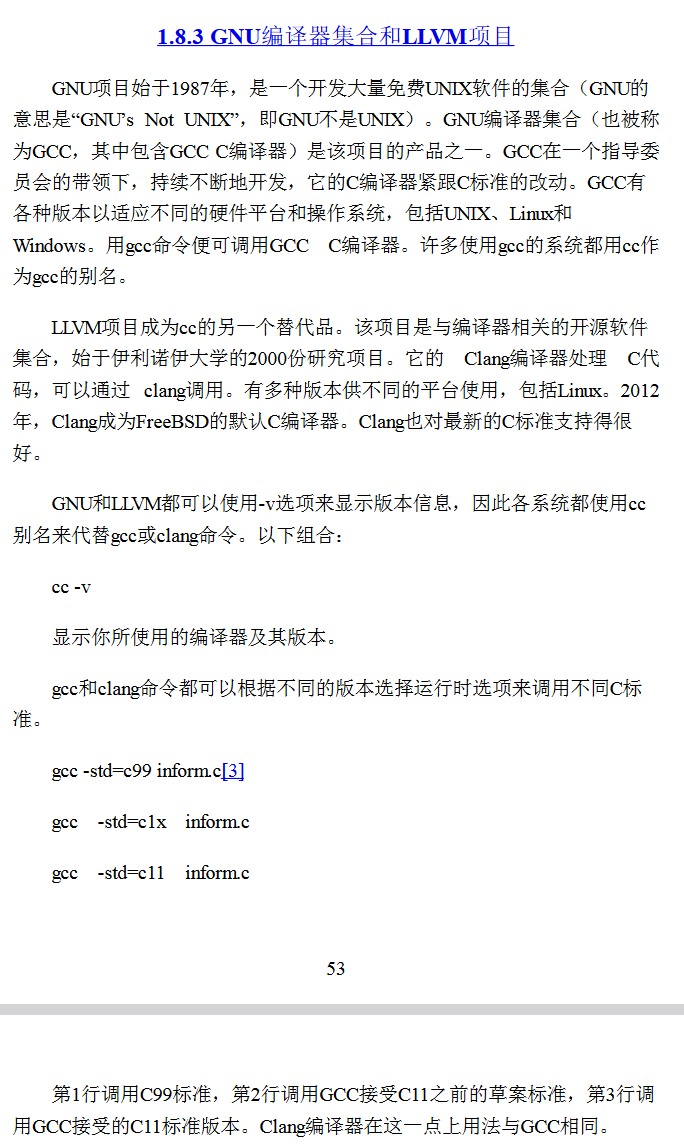 1.8.3 GNU编译器集合和LLVM项目
GNU项目始于1987年，是一个开发大量免费UNIX软件的集合（GNU的
意思是“GNU’s Not UNIX”，即GNU不是UNIX）。GNU编译器集合（也被称
为GCC，其中包含GCC C编译器）是该项目的产品之一。GCC在一个指导委
员会的带领下，持续不断地开发，它的C编译器紧跟C标准的改动。GCC有
各种版本以适应不同的硬件平台和操作系统，包括UNIX、Linux和
Windows。用gcc命令便可调用GCC C编译器。许多使用gcc的系统都用cc作
为gcc的别名。
LLVM项目成为cc的另一个替代品。该项目是与编译器相关的开源软件
集合，始于伊利诺伊大学的2000份研究项目。它的 Clang编译器处理 C代
码，可以通过 clang调用。有多种版本供不同的平台使用，包括Linux。2012
年，Clang成为FreeBSD的默认C编译器。Clang也对最新的C标准支持得很
好。
GNU和LLVM都可以使用-v选项来显示版本信息，因此各系统都使用cc
别名来代替gcc或clang命令。以下组合：
cc -v
显示你所使用的编译器及其版本。
gcc和clang命令都可以根据不同的版本选择运行时选项来调用不同C标
准。
gcc -std=c99 inform.c[3]
gcc -std=c1x inform.c
gcc -std=c11 inform.c
53
第1行调用C99标准，第2行调用GCC接受C11之前的草案标准，第3行调
用GCC接受的C11标准版本。Clang编译器在这一点上用法与GCC相同。